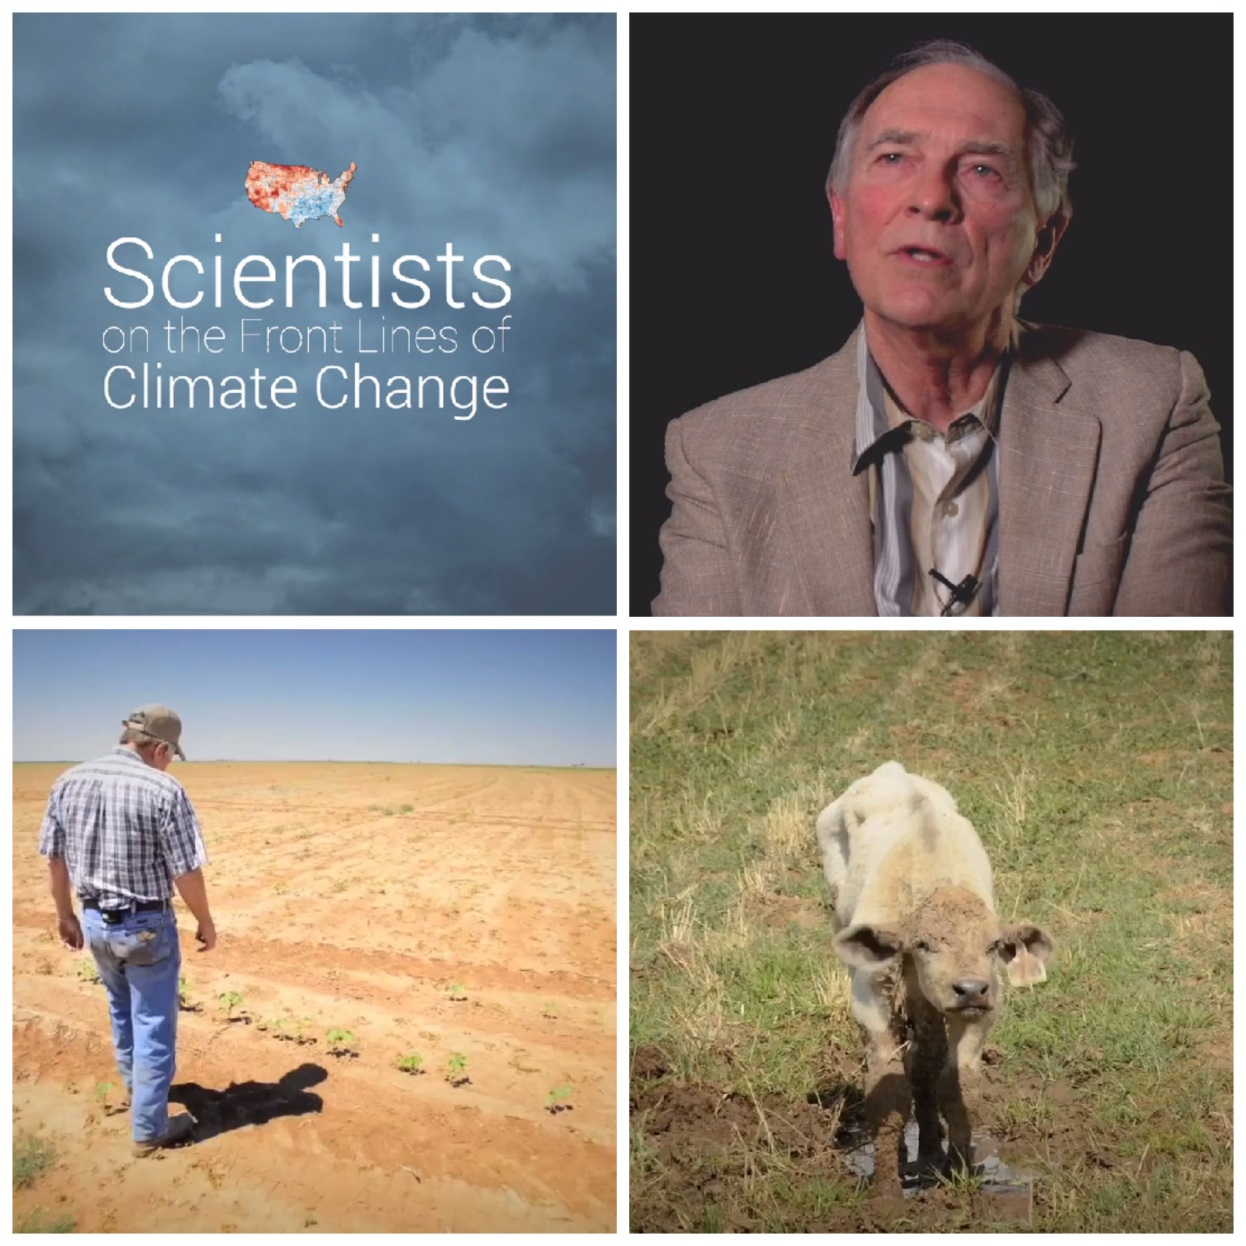 Scientists
on the Front Lines of
Climate Change